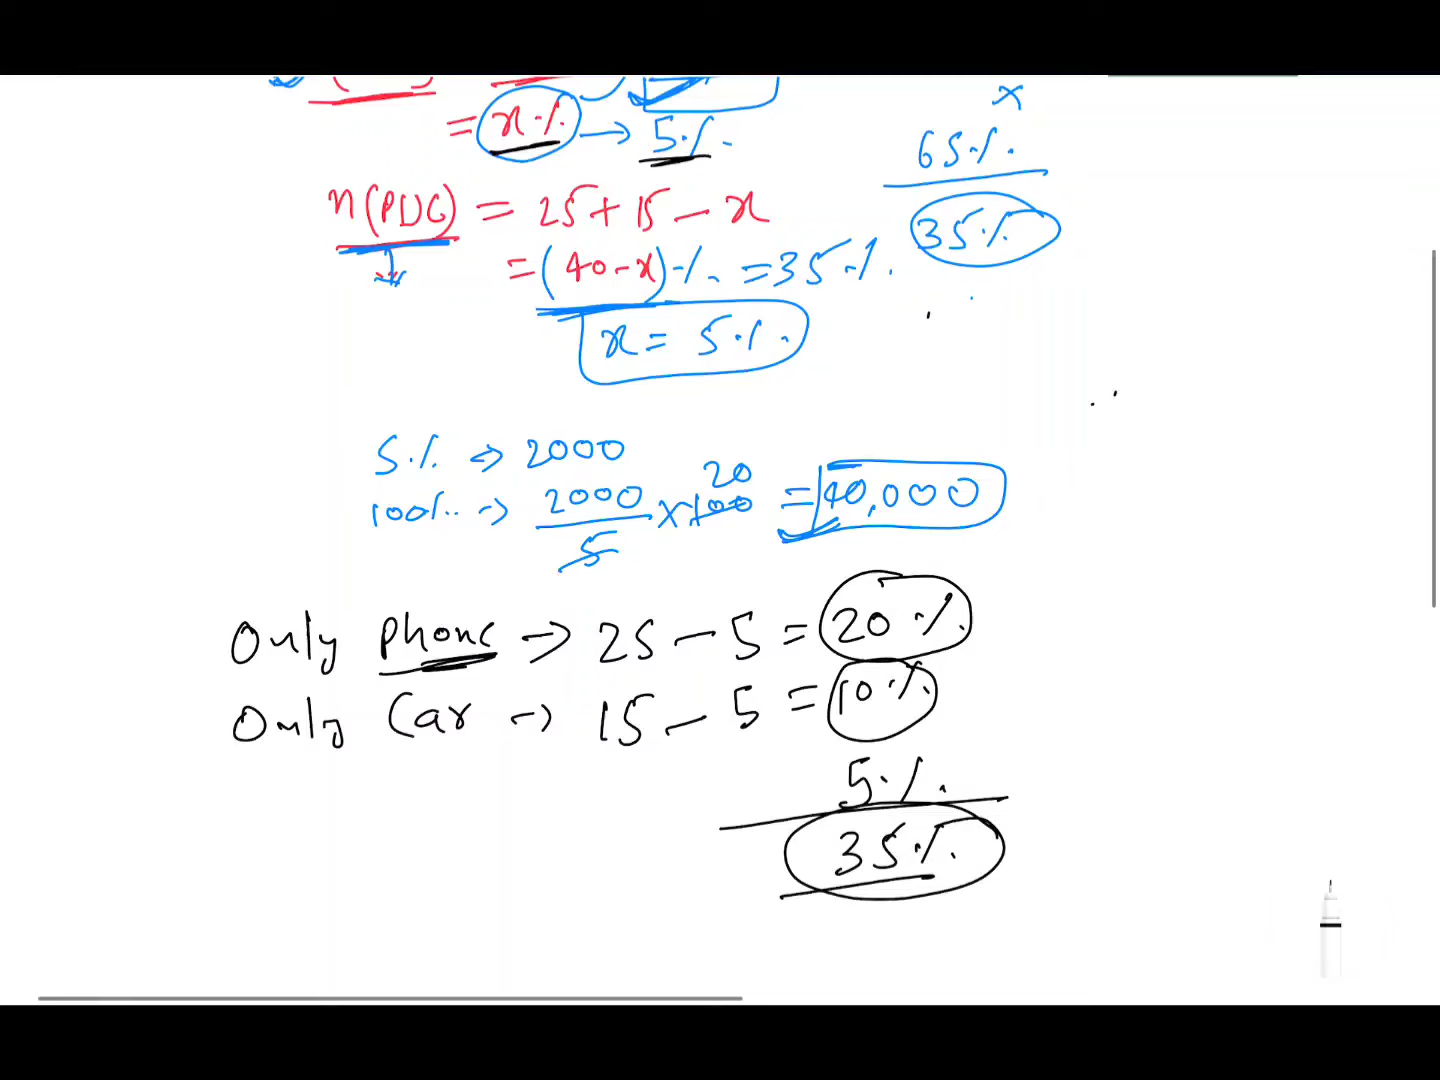 = x % → 5 %
x
65 %
35 %
n(PUC) = 25 + 15 - x
= (40 - x) % = 35 %
x = 5 %
5 % → 2000
100 % → 2000/5 × 100 20 = 40,000
Only phone → 25 - 5 = 20 %
Only Car → 15 - 5 = 10 %
5 %
35 %